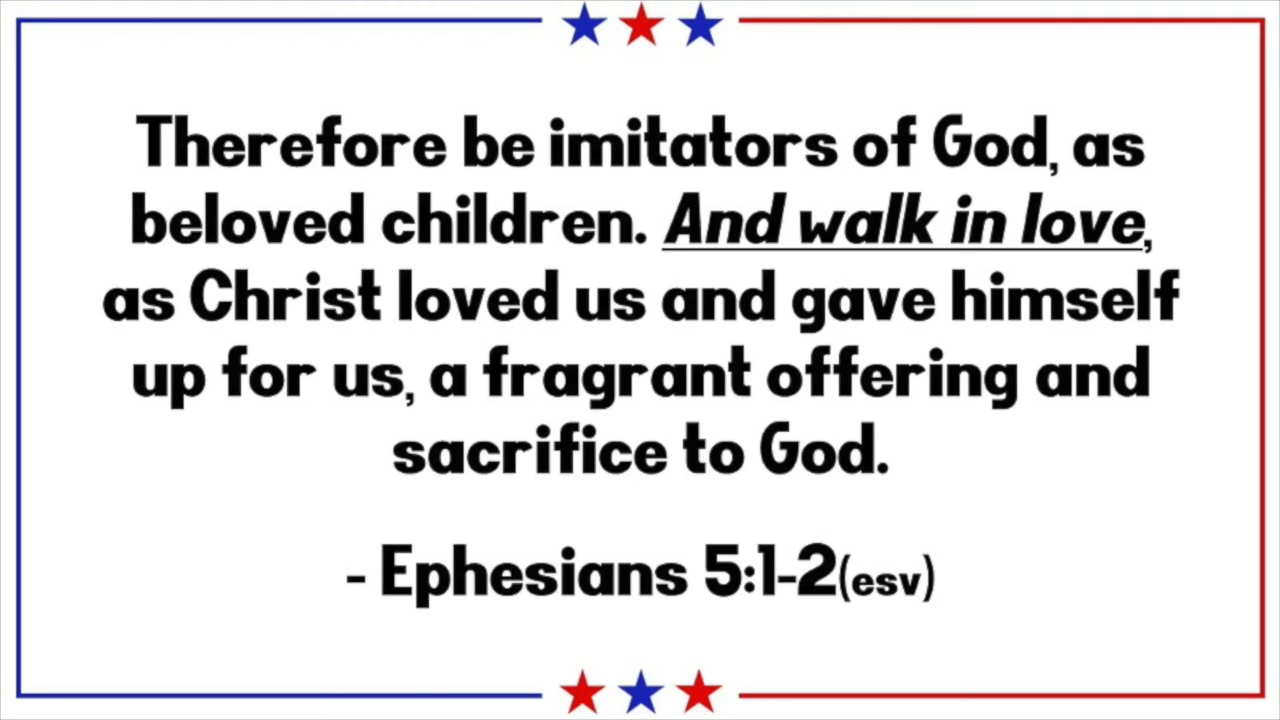 Therefore be imitators of God, as
beloved children. And walk in love,
as Christ loved us and gave himself
up for us, a fragrant offering and
sacrifice to God.
- Ephesians 5:1-2(esv)